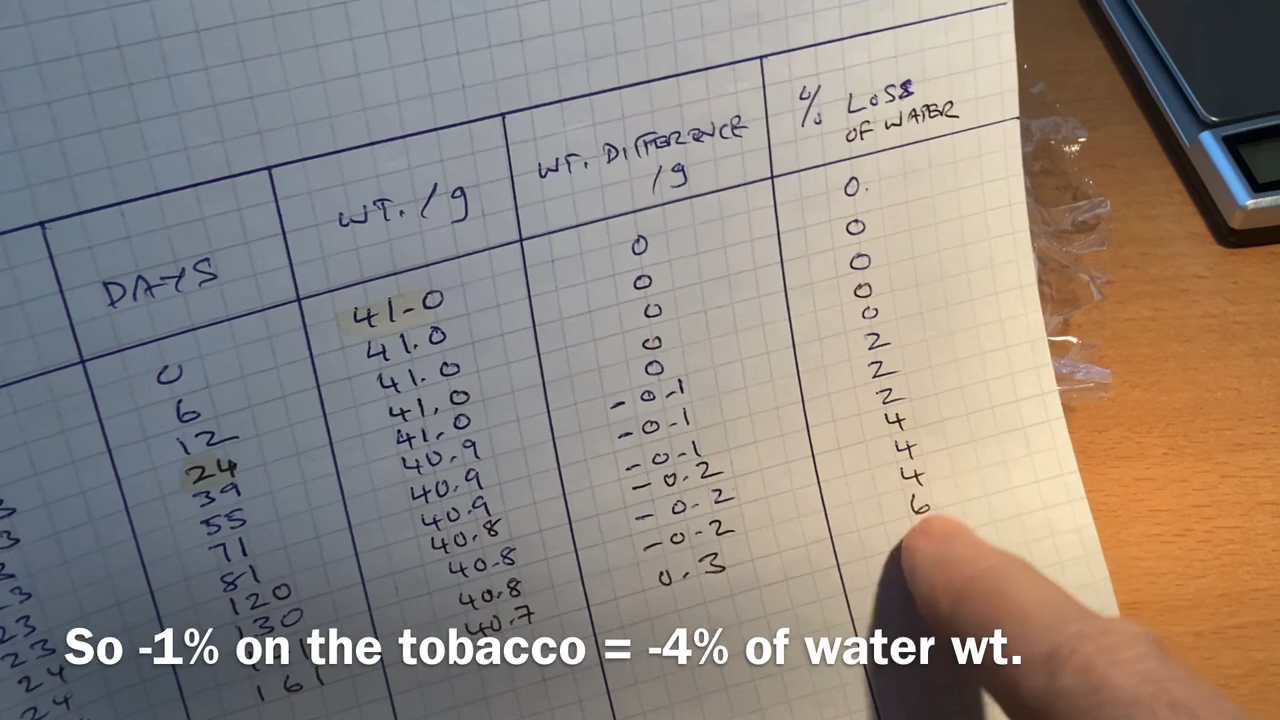 DAYS WT. / g WT. DIFFERENCE / g % LOSS OF WATER
0 41-0 0 0.
6 41.0 0 0
12 41.0 0 0
24 41.0 0 0
39 41.0 0 0
55 40.9 -0.1 2
71 40.9 -0.1 2
81 40.9 -0.1 2
120 40.8 -0.2 4
130 40.8 -0.2 4
40.8 -0.2 4
161 40.7 0.3 6
So -1% on the tobacco = -4% of water wt.